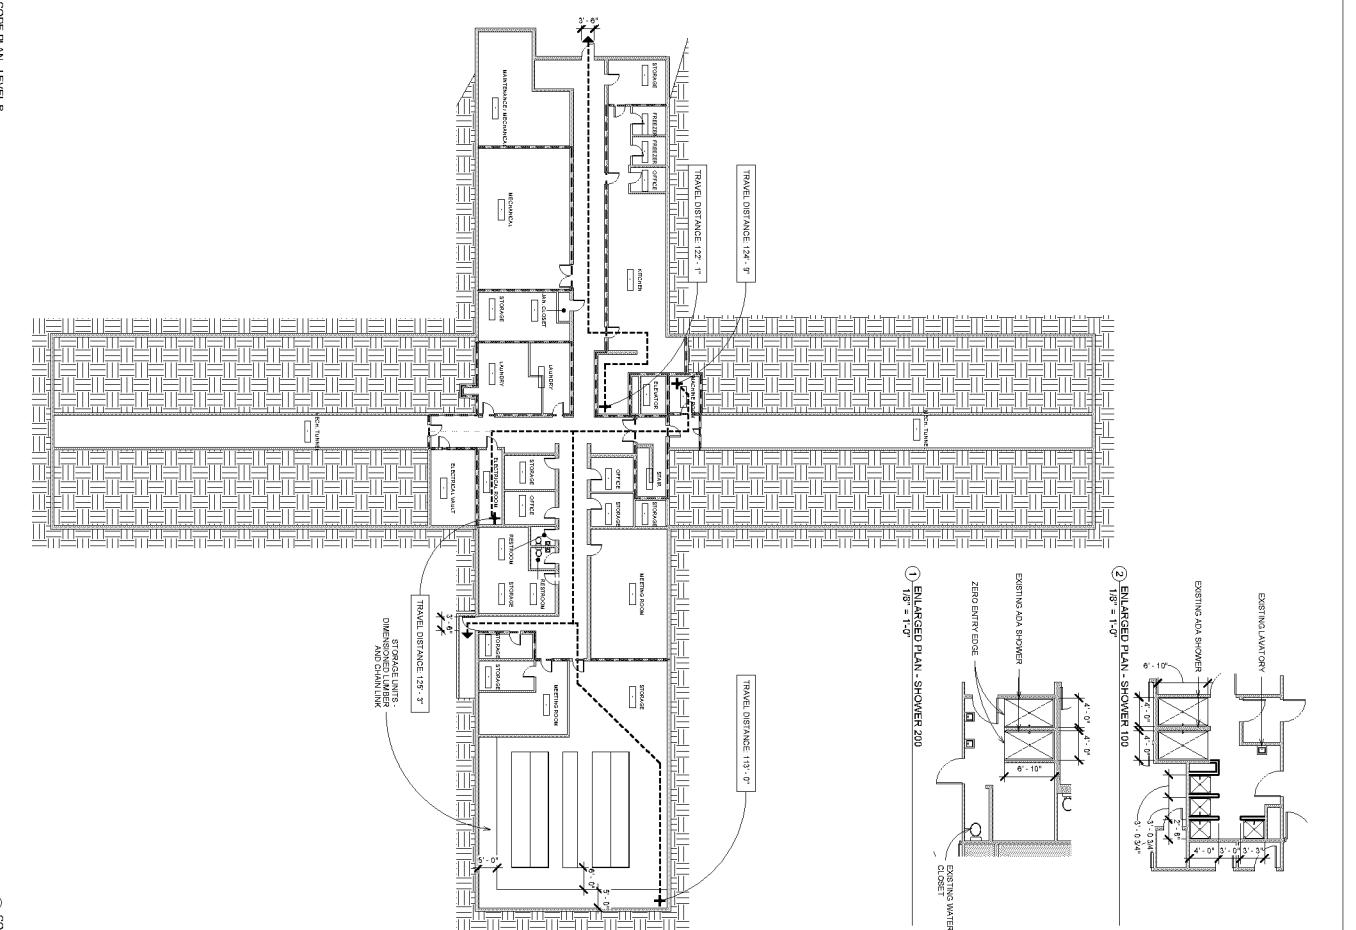 3' - 6"
STORAGE
FREEZER
FREEZER
OFFICE
KITCHEN
MAINTENANCE / MECHANICAL
MECHANICAL
STORAGE
JAN. CLOSET
LAUNDRY
LAUNDRY
ELEVATOR
MECH. TUNNEL
MECH. TUNNEL
ELECTRICAL VAULT
ELECTRICAL ROOM
STORAGE
OFFICE
OFFICE
STAIR
STORAGE
STORAGE
RESTROOM
RESTROOM
STORAGE
MEETING ROOM
3' - 6"
STORAGE
STORAGE
MEETING ROOM
STORAGE
5' - 0"
6' - 0"
5' - 0"
TRAVEL DISTANCE: 122' - 1"
TRAVEL DISTANCE: 124' - 9"
TRAVEL DISTANCE: 125' - 3"
TRAVEL DISTANCE: 113' - 0"
STORAGE UNITS -
DIMENSIONED LUMBER
AND CHAIN LINK
2
ENLARGED PLAN - SHOWER 100
1/8" = 1'-0"
EXISTING LAVATORY
EXISTING ADA SHOWER
6' - 10"
4' - 0"
4' - 0"
3' - 0 3/4"
3' - 0 3/4"
2' - 6"
4' - 0"
3' - 0"
3' - 3"
1
ENLARGED PLAN - SHOWER 200
1/8" = 1'-0"
EXISTING ADA SHOWER
ZERO ENTRY EDGE
4' - 0"
4' - 0"
6' - 10"
EXISTING WATER
CLOSET